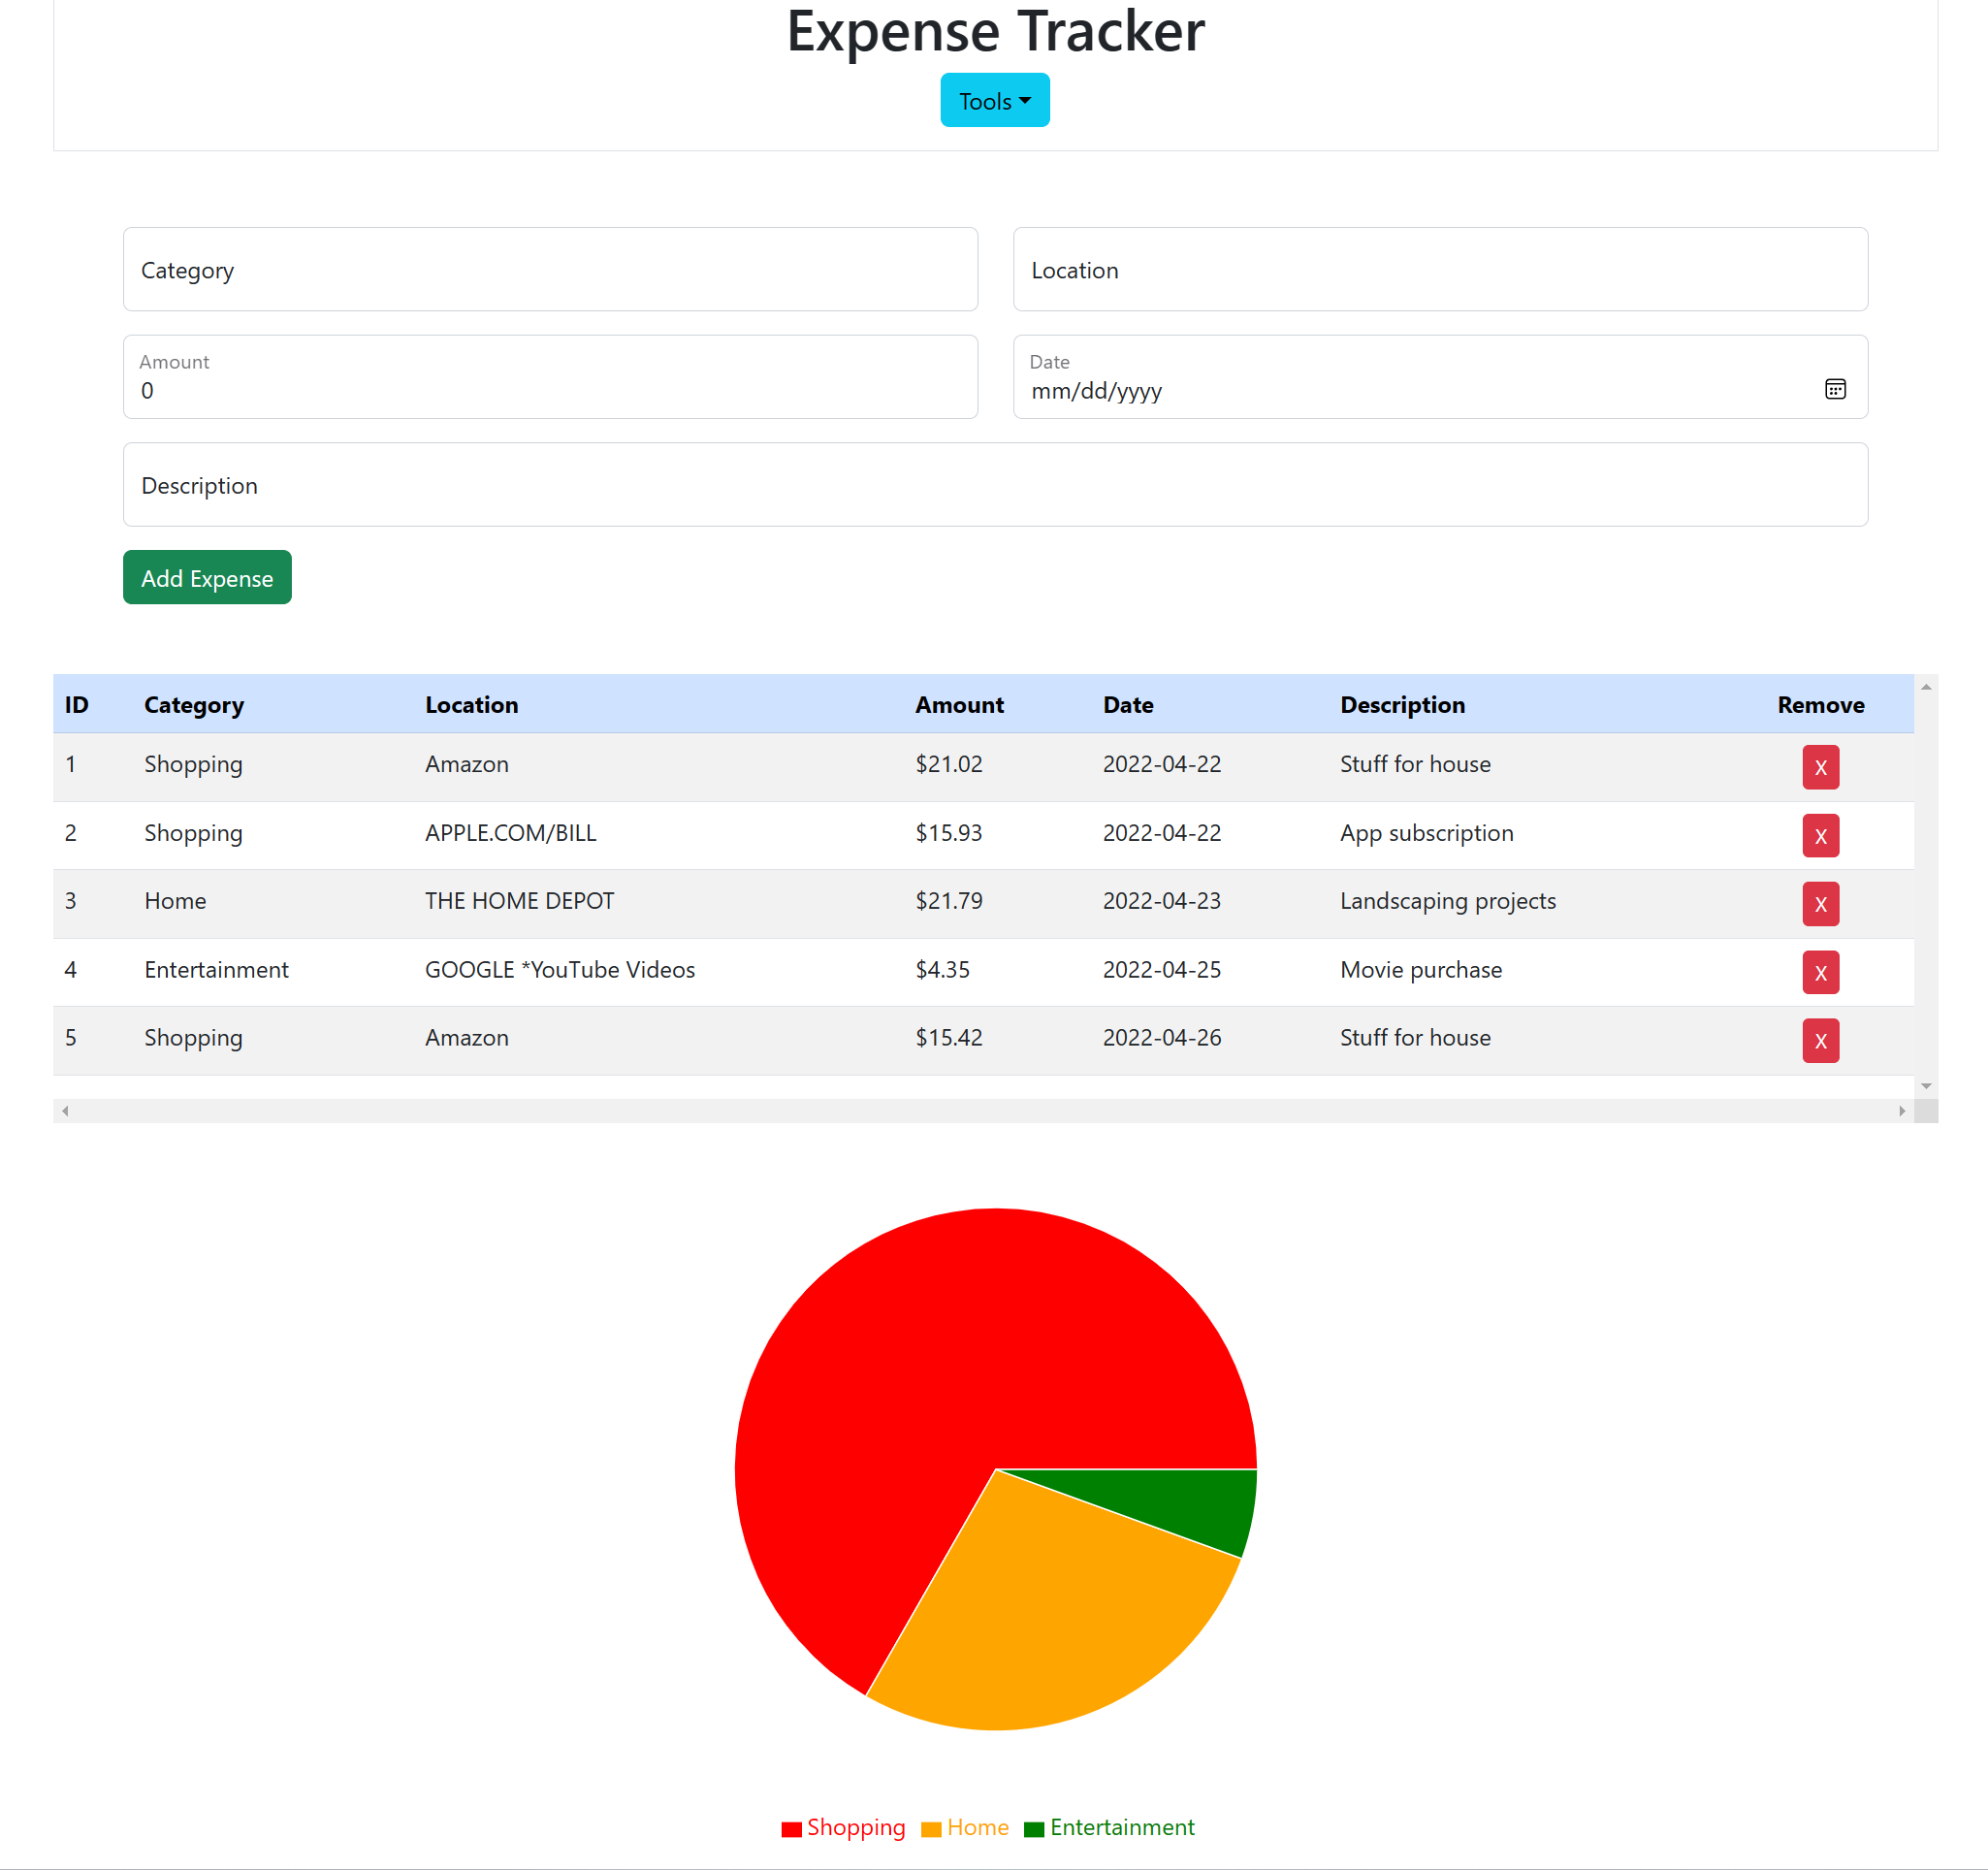 Expense Tracker
Tools
Category
Location
Amount
0
Date
mm/dd/yyyy
Description
Add Expense
ID Category Location Amount Date Description Remove
1 Shopping Amazon $21.02 2022-04-22 Stuff for house X
2 Shopping APPLE.COM/BILL $15.93 2022-04-22 App subscription X
3 Home THE HOME DEPOT $21.79 2022-04-23 Landscaping projects X
4 Entertainment GOOGLE *YouTube Videos $4.35 2022-04-25 Movie purchase X
5 Shopping Amazon $15.42 2022-04-26 Stuff for house X
Shopping Home Entertainment